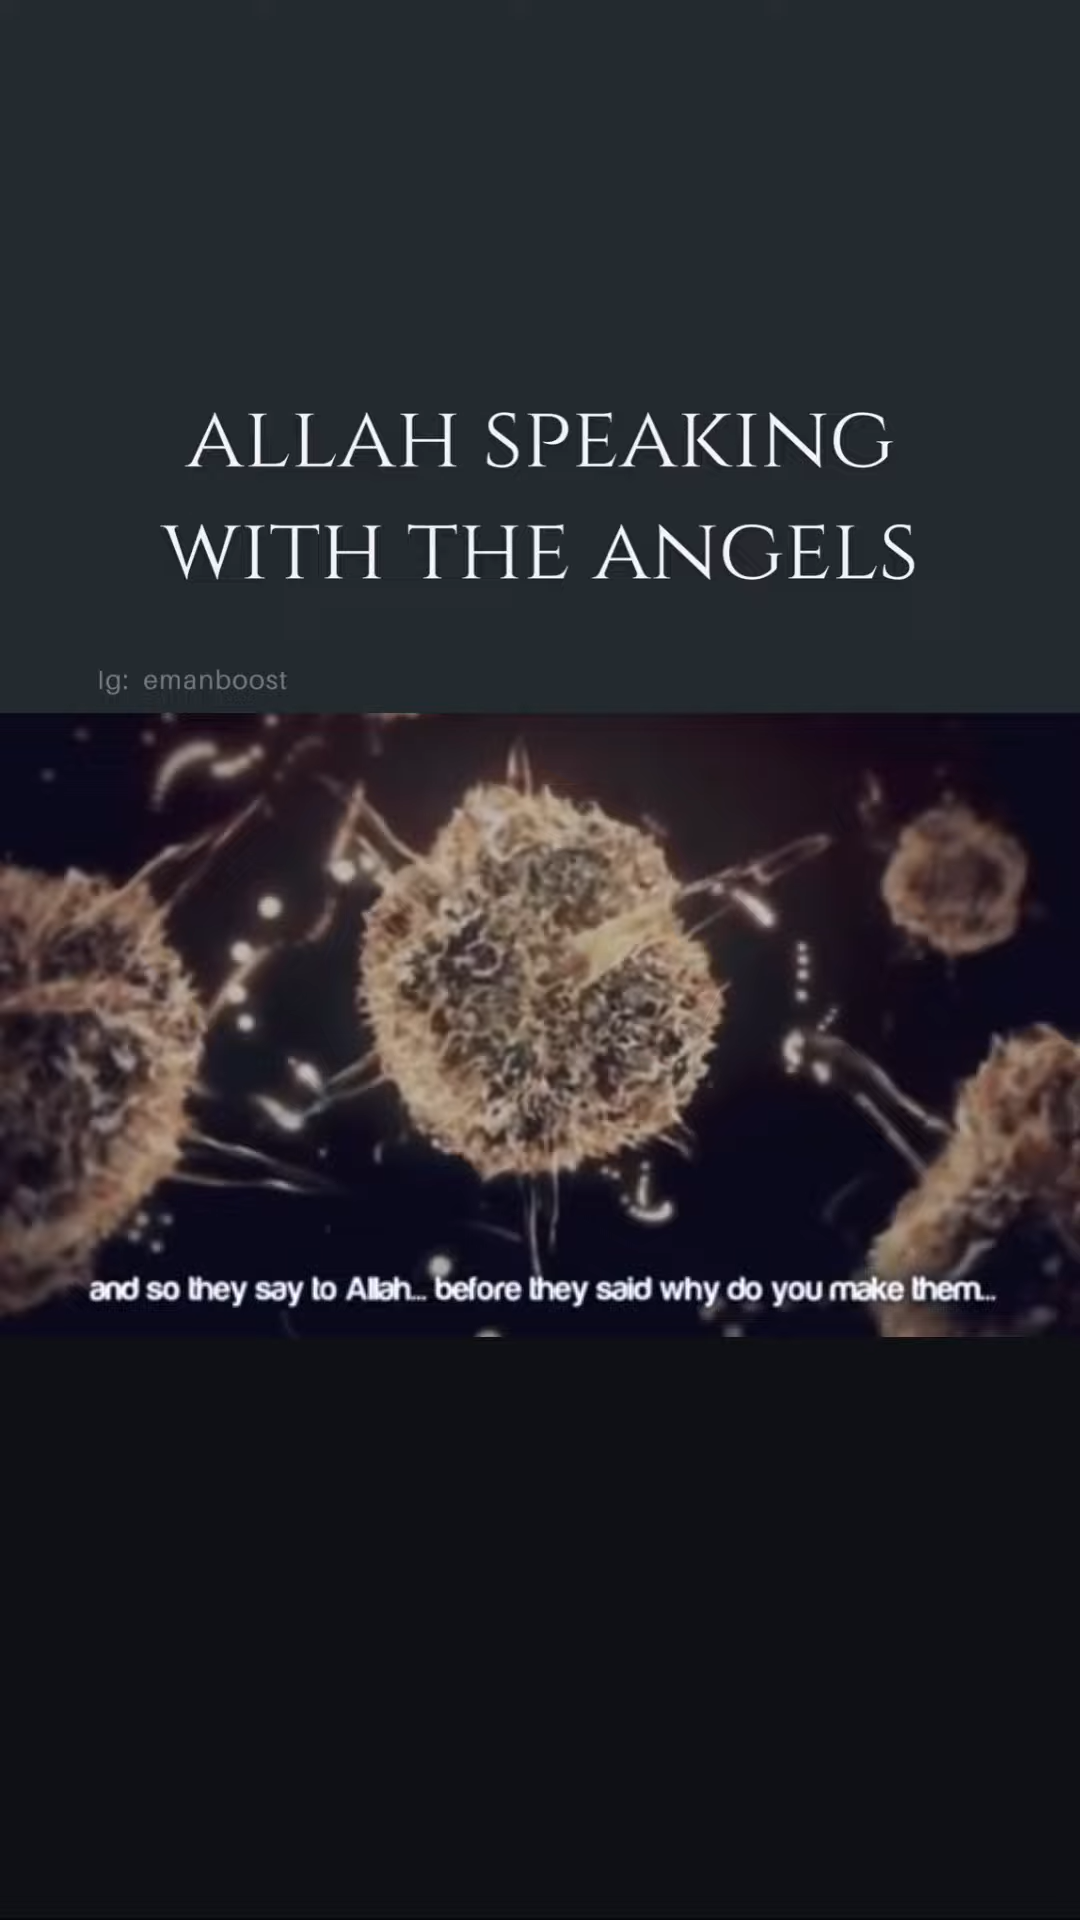 ALLAH SPEAKING
WITH THE ANGELS
Ig: emanboost
and so they say to Allah... before they said why do you make them...